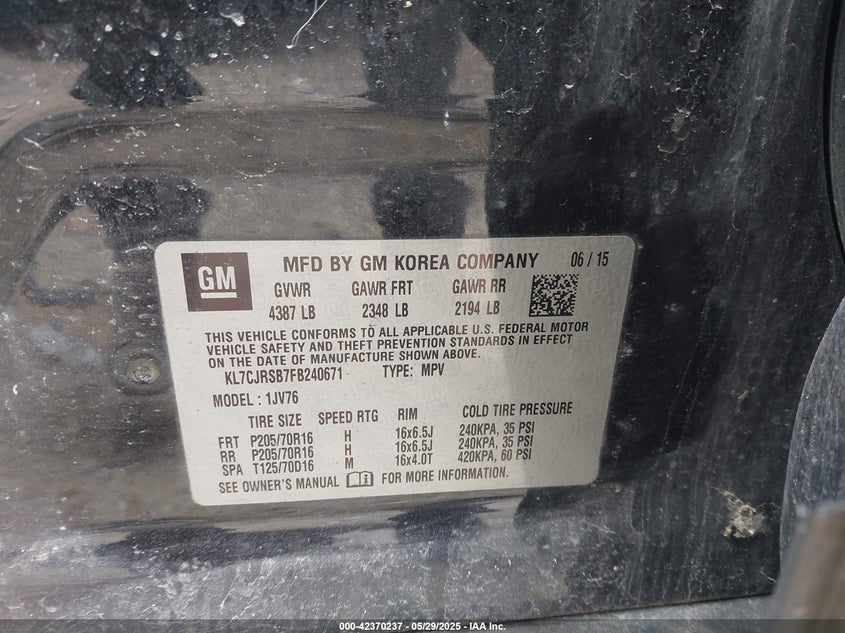 GM
MFD BY GM KOREA COMPANY 06 / 15
GVWR GAWR FRT GAWR RR
4387 LB 2348 LB 2194 LB
THIS VEHICLE CONFORMS TO ALL APPLICABLE U.S. FEDERAL MOTOR
VEHICLE SAFETY AND THEFT PREVENTION STANDARDS IN EFFECT
ON THE DATE OF MANUFACTURE SHOWN ABOVE.
KL7CJRSB7FB240671 TYPE: MPV
MODEL : 1JV76
TIRE SIZE SPEED RTG RIM COLD TIRE PRESSURE
FRT P205/70R16 H 16x6.5J 240KPA, 35 PSI
RR P205/70R16 H 16x6.5J 240KPA, 35 PSI
SPA T125/70D16 M 16x4.0T 420KPA, 60 PSI
SEE OWNER'S MANUAL FOR MORE INFORMATION.
000-42370237 - 05/29/2025 - IAA Inc.